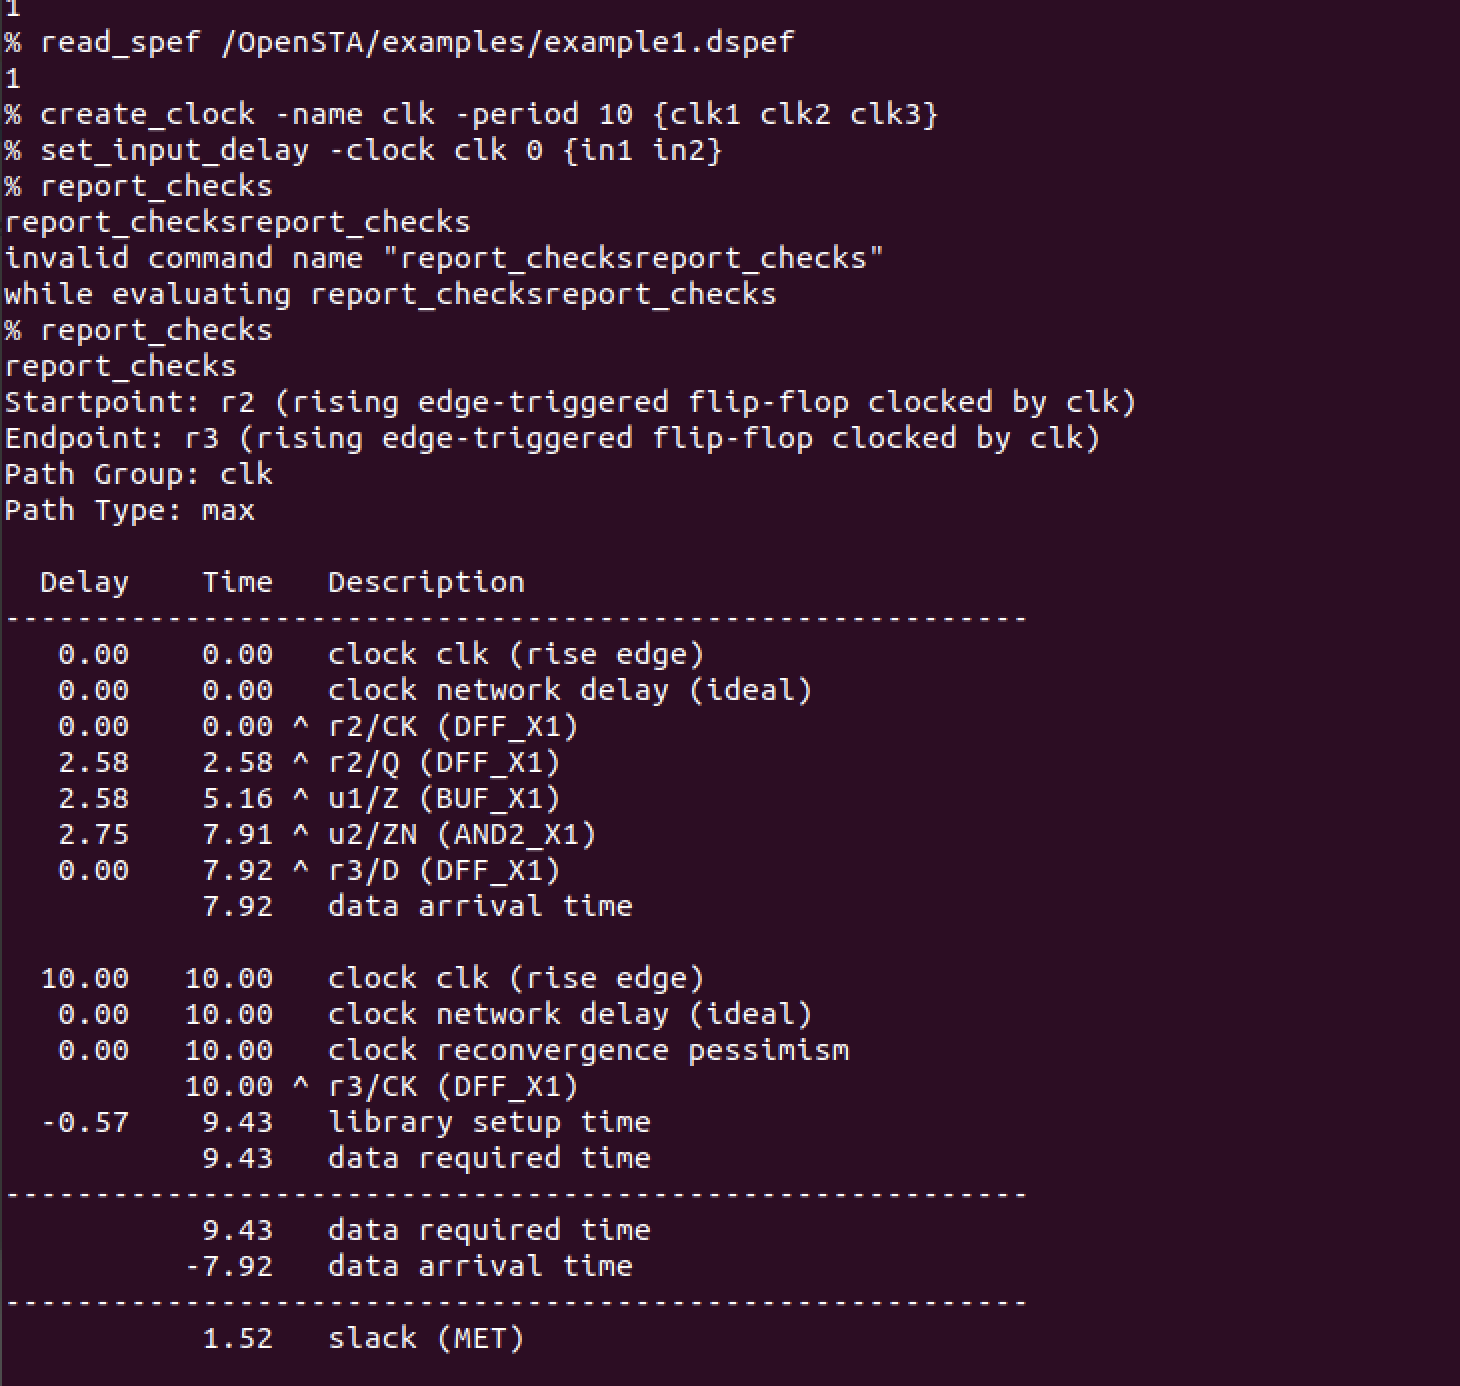 1
% read_spef /OpenSTA/examples/example1.dspef
1
% create_clock -name clk -period 10 {clk1 clk2 clk3}
% set_input_delay -clock clk 0 {in1 in2}
% report_checks
report_checksreport_checks
invalid command name "report_checksreport_checks"
while evaluating report_checksreport_checks
% report_checks
report_checks
Startpoint: r2 (rising edge-triggered flip-flop clocked by clk)
Endpoint: r3 (rising edge-triggered flip-flop clocked by clk)
Path Group: clk
Path Type: max

  Delay    Time   Description
---------------------------------------------------------
   0.00    0.00   clock clk (rise edge)
   0.00    0.00   clock network delay (ideal)
   0.00    0.00 ^ r2/CK (DFF_X1)
   2.58    2.58 ^ r2/Q (DFF_X1)
   2.58    5.16 ^ u1/Z (BUF_X1)
   2.75    7.91 ^ u2/ZN (AND2_X1)
   0.00    7.92 ^ r3/D (DFF_X1)
           7.92   data arrival time

  10.00   10.00   clock clk (rise edge)
   0.00   10.00   clock network delay (ideal)
   0.00   10.00   clock reconvergence pessimism
          10.00 ^ r3/CK (DFF_X1)
  -0.57    9.43   library setup time
           9.43   data required time
---------------------------------------------------------
           9.43   data required time
          -7.92   data arrival time
---------------------------------------------------------
           1.52   slack (MET)